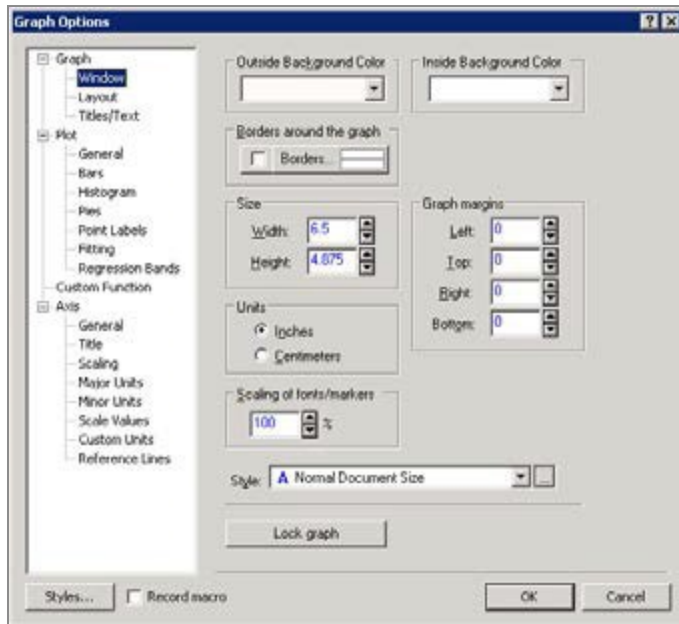 Graph Options
Graph
Window
Layout
Titles/Text
Plot
General
Bars
Histogram
Pies
Point Labels
Fitting
Regression Bands
Custom Function
Axis
General
Title
Scaling
Major Units
Minor Units
Scale Values
Custom Units
Reference Lines
Outside Background Color
Inside Background Color
Borders around the graph
Borders...
Size
Width: 6.5
Height: 4.875
Graph margins
Left: 0
Top: 0
Right: 0
Bottom: 0
Units
Inches
Centimeters
Scaling of fonts/markers
100 %
Style: A Normal Document Size ...
Lock graph
Styles... Record macro OK Cancel